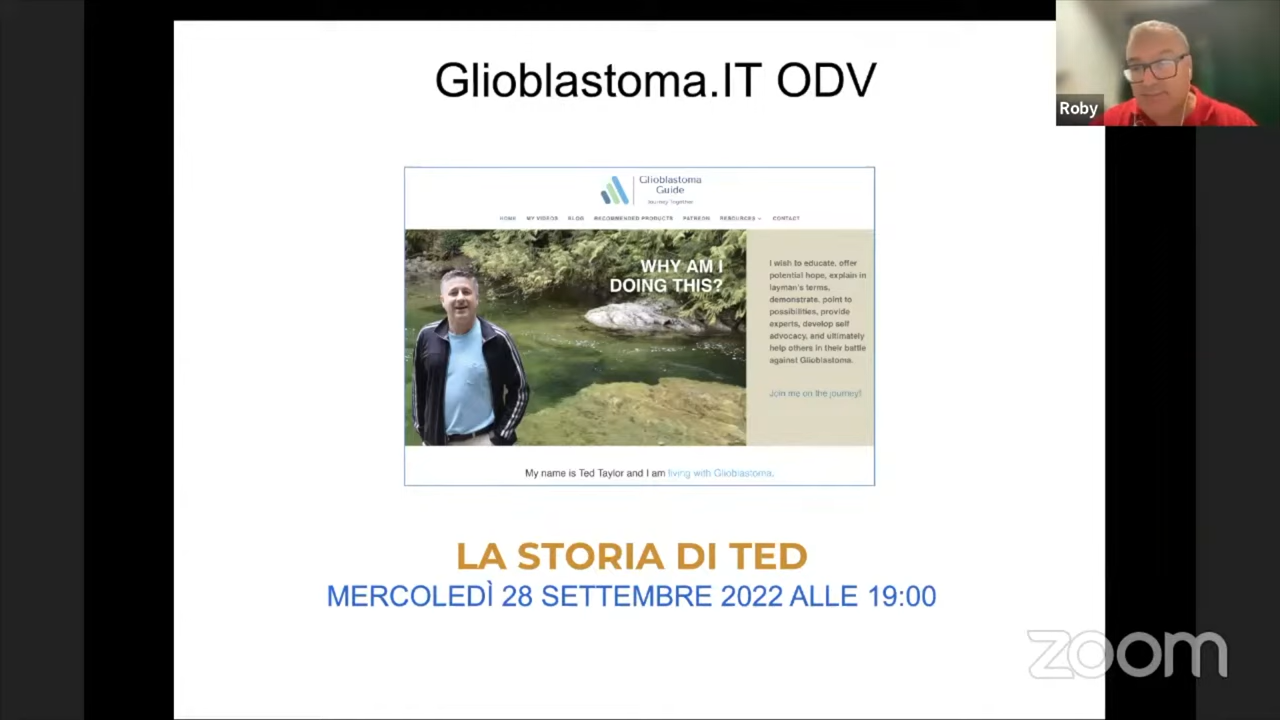 Glioblastoma.IT ODV
Roby
Glioblastoma
Guide
Journey Together
HOME MY VIDEOS BLOG RECOMMENDED PRODUCTS PATREON RESOURCES CONTACT
WHY AM I
DOING THIS?
I wish to educate, offer
potential hope, explain in
layman's terms,
demonstrate, point to
possibilities, provide
experts, develop self
advocacy, and ultimately
help others in their battle
against Glioblastoma.
Join me on the journey!
My name is Ted Taylor and I am living with Glioblastoma.
LA STORIA DI TED
MERCOLEDÌ 28 SETTEMBRE 2022 ALLE 19:00
zoom